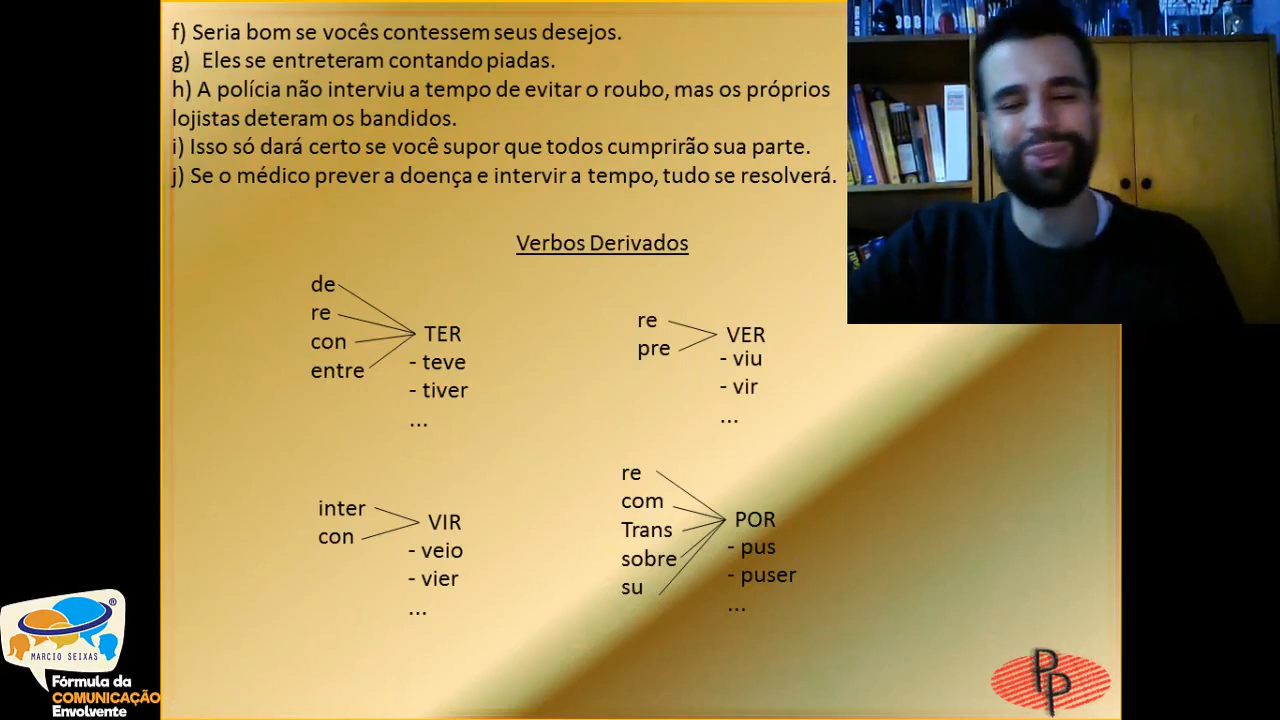 f) Seria bom se vocês contessem seus desejos.
g) Eles se entreteram contando piadas.
h) A polícia não interviu a tempo de evitar o roubo, mas os próprios
lojistas deteram os bandidos.
i) Isso só dará certo se você supor que todos cumprirão sua parte.
j) Se o médico prever a doença e intervir a tempo, tudo se resolverá.
Verbos Derivados
de
re
con
entre
TER
- teve
- tiver
...
re
pre
VER
- viu
- vir
...
inter
con
VIR
- veio
- vier
...
re
com
Trans
sobre
su
POR
- pus
- puser
...
®
MARCIO SEIXAS
Fórmula da
COMUNICAÇÃO
Envolvente
PP